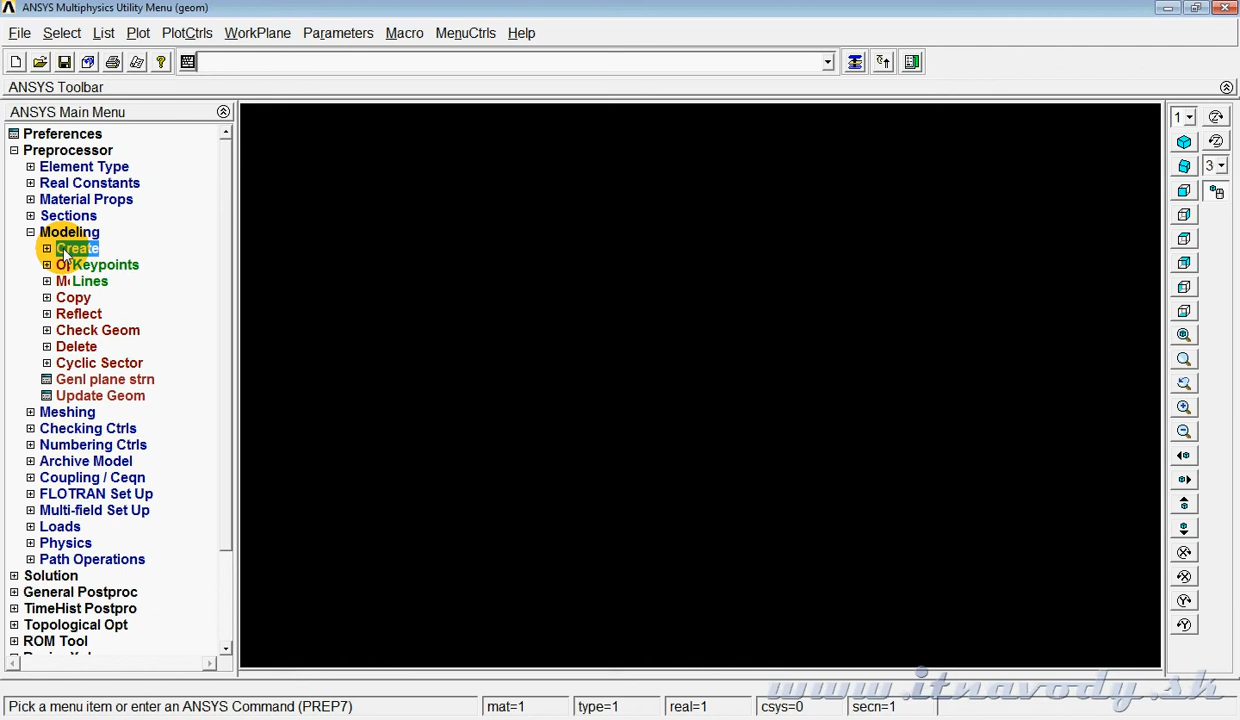 ANSYS Multiphysics Utility Menu (geom)
File Select List Plot PlotCtrls WorkPlane Parameters Macro MenuCtrls Help
ANSYS Toolbar
ANSYS Main Menu
Preferences
Preprocessor
Element Type
Real Constants
Material Props
Sections
Modeling
Create
Keypoints
Lines
Copy
Reflect
Check Geom
Delete
Cyclic Sector
Genl plane strn
Update Geom
Meshing
Checking Ctrls
Numbering Ctrls
Archive Model
Coupling / Ceqn
FLOTRAN Set Up
Multi-field Set Up
Loads
Physics
Path Operations
Solution
General Postproc
TimeHist Postpro
Topological Opt
ROM Tool
1
3
www.itnavody.sk
Pick a menu item or enter an ANSYS Command (PREP7) mat=1 type=1 real=1 csys=0 secn=1